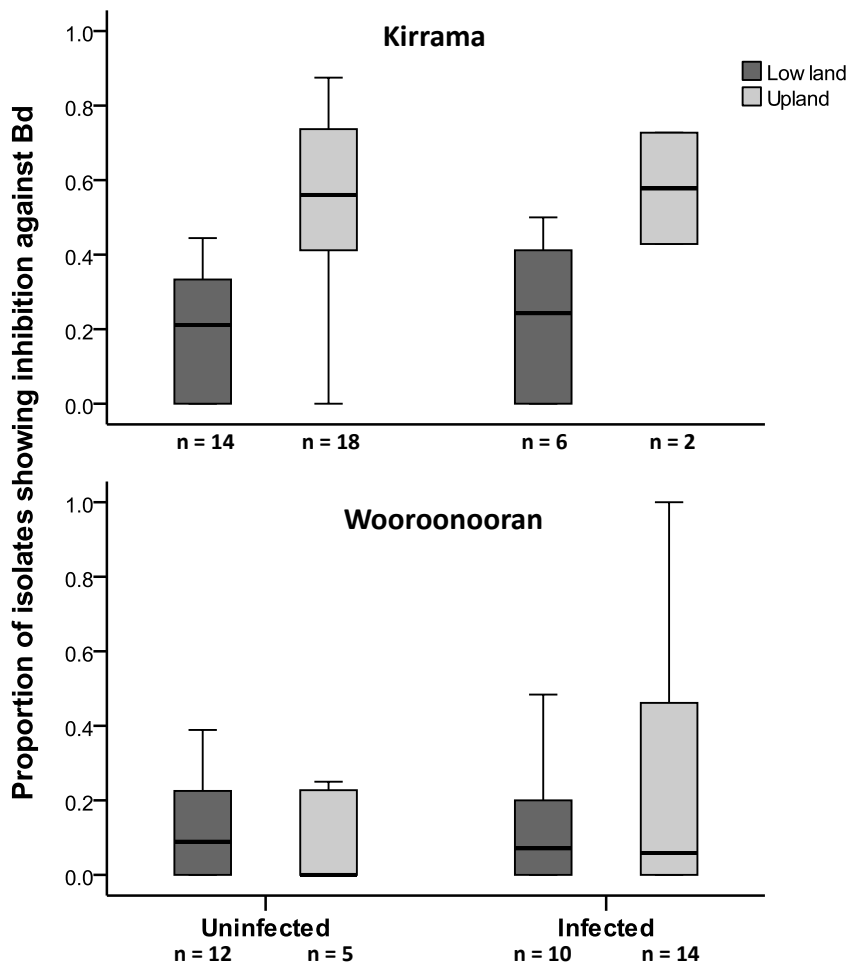 Kirrama
Low land
Upland
Proportion of isolates showing inhibition against Bd
1.0
0.8
0.6
0.4
0.2
0.0
n = 14
n = 18
n = 6
n = 2
Wooroonooran
1.0
0.8
0.6
0.4
0.2
0.0
Uninfected
Infected
n = 12
n = 5
n = 10
n = 14